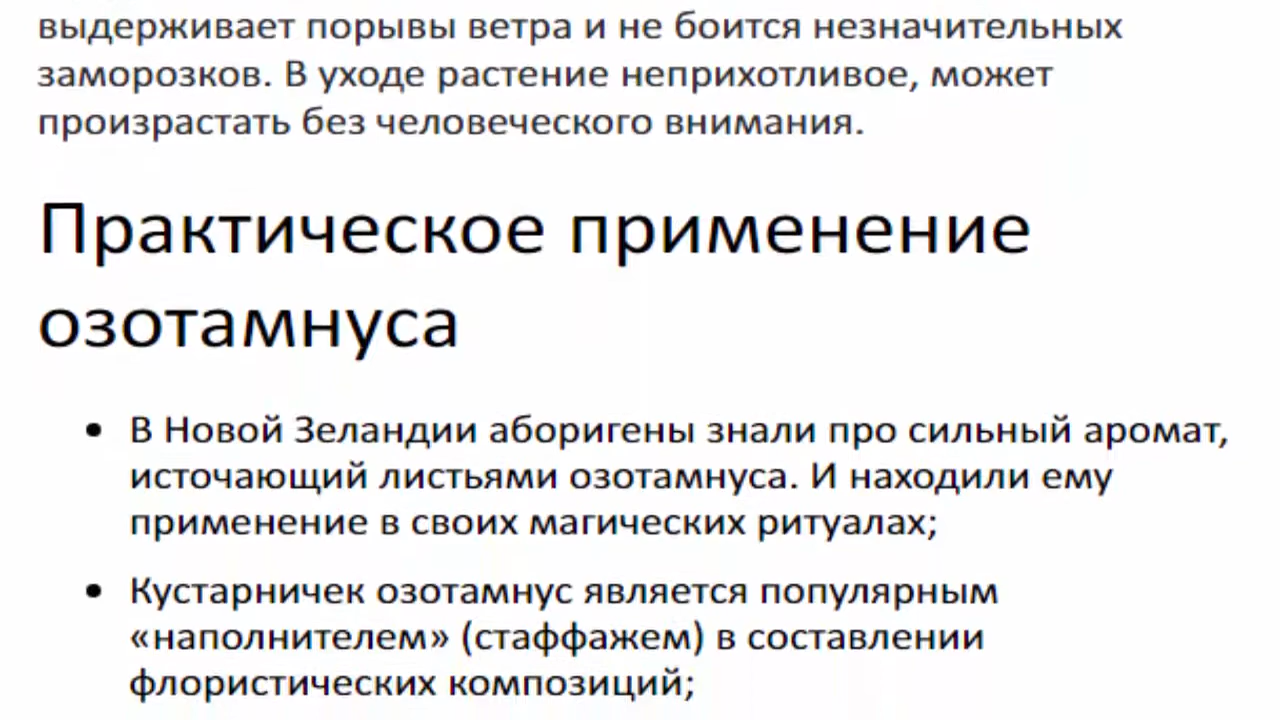 выдерживает порывы ветра и не боится незначительных
заморозков. В уходе растение неприхотливое, может
произрастать без человеческого внимания.
Практическое применение
озотамнуса
• В Новой Зеландии аборигены знали про сильный аромат,
источающий листьями озотамнуса. И находили ему
применение в своих магических ритуалах;
• Кустарничек озотамнус является популярным
«наполнителем» (стаффажем) в составлении
флористических композиций;